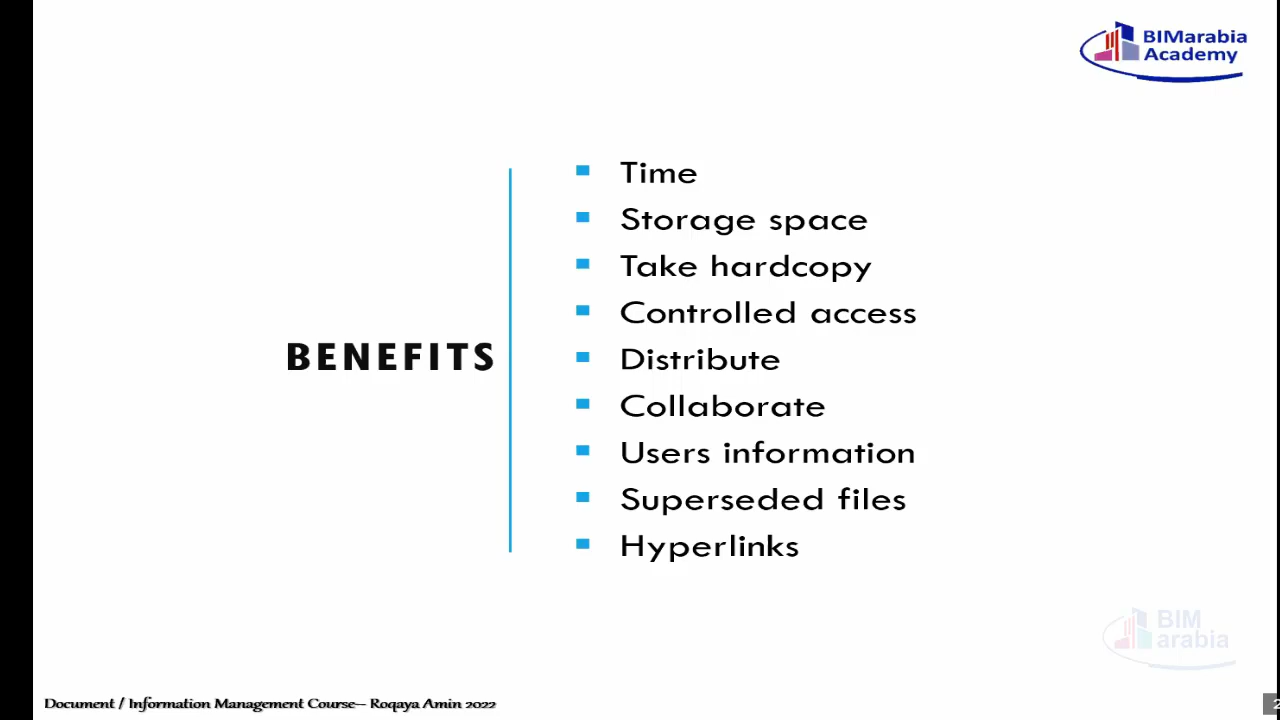 BIMarabia
Academy
BENEFITS
Time
Storage space
Take hardcopy
Controlled access
Distribute
Collaborate
Users information
Superseded files
Hyperlinks
BIM
arabia
Document / Information Management Course-- Roqaya Amin 2022